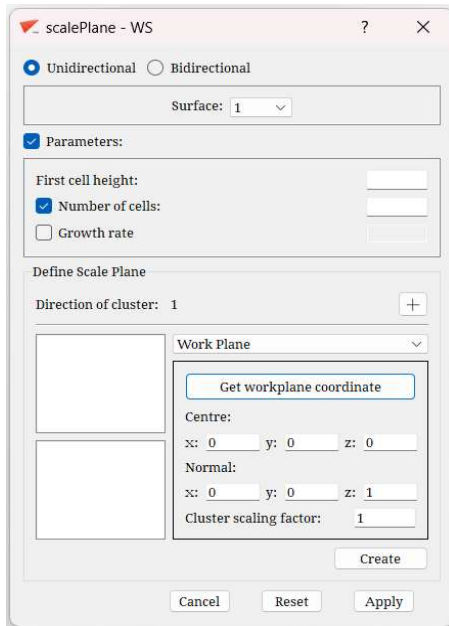 scalePlane - WS ? ×
Unidirectional Bidirectional
Surface: 1
Parameters:
First cell height:
Number of cells:
Growth rate
Define Scale Plane
Direction of cluster: 1 +
Work Plane
Get workplane coordinate
Centre:
x: 0 y: 0 z: 0
Normal:
x: 0 y: 0 z: 1
Cluster scaling factor: 1
Create
Cancel Reset Apply